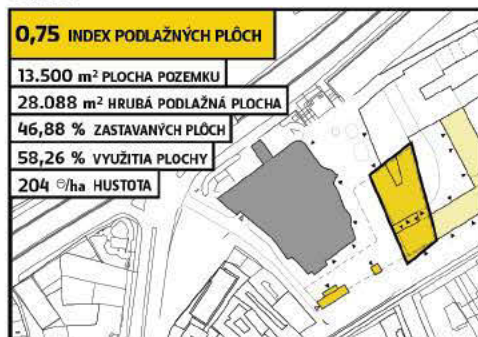 0,75 INDEX PODLAŽNÝCH PLÔCH
13.500 m² PLOCHA POZEMKU
28.088 m² HRUBÁ PODLAŽNÁ PLOCHA
46,88 % ZASTAVANÝCH PLÔCH
58,26 % VYUŽITIA PLOCHY
204 ⊖/ha HUSTOTA